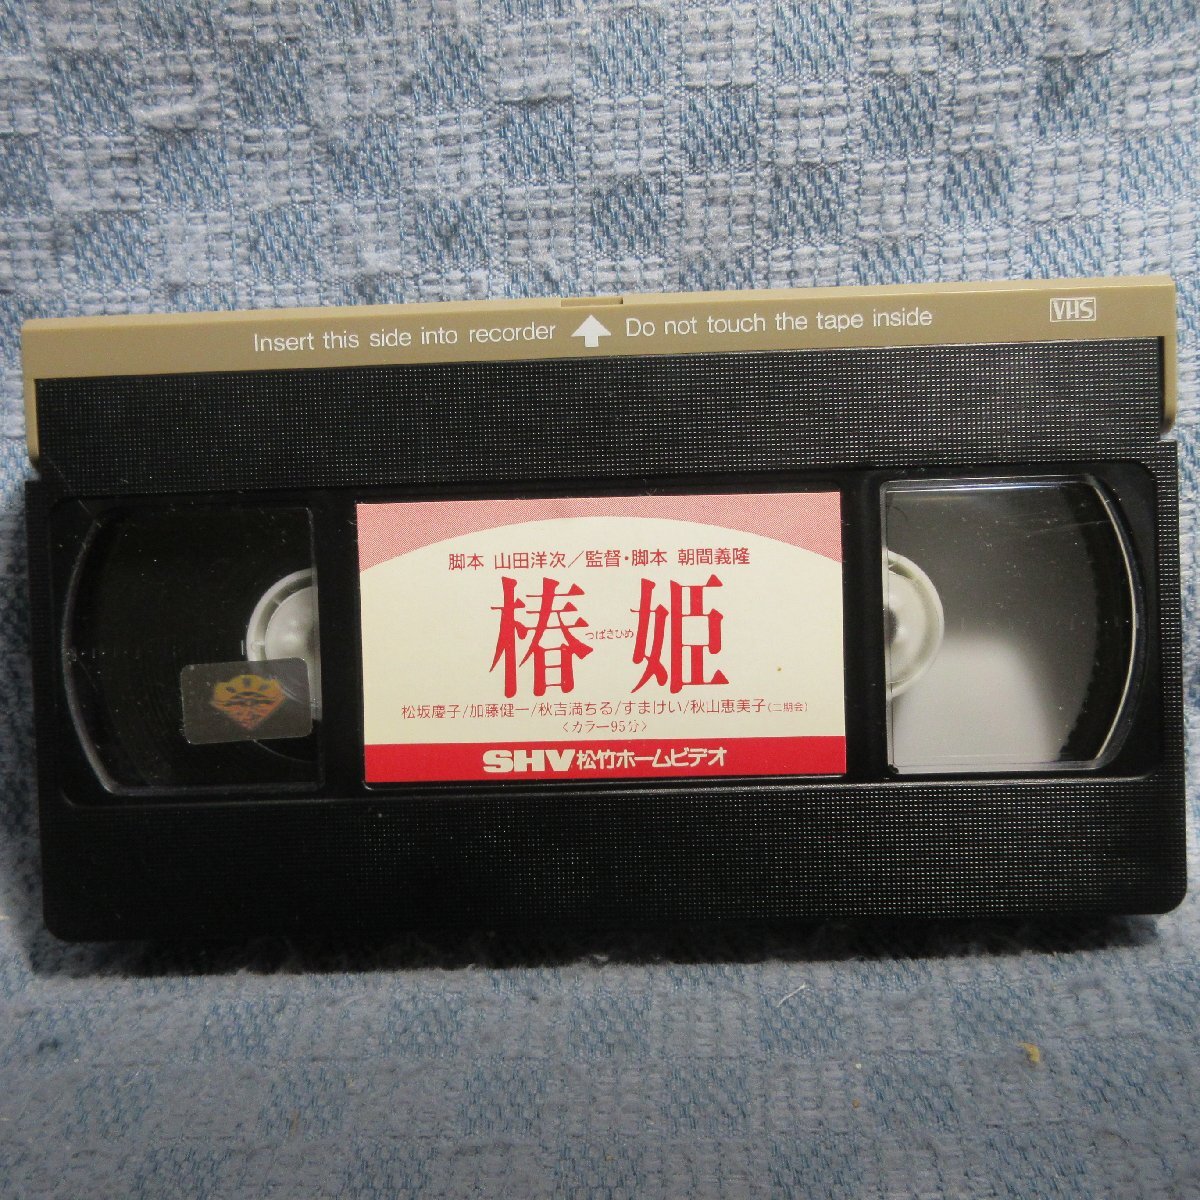 Insert this side into recorder Do not touch the tape inside
VHS
脚本 山田洋次／監督・脚本 朝間義隆
椿姫
つばきひめ
松坂慶子/加藤健一/秋吉満ちる/すまけい/秋山恵美子(二期会)
〈カラー95分〉
SHV松竹ホームビデオ